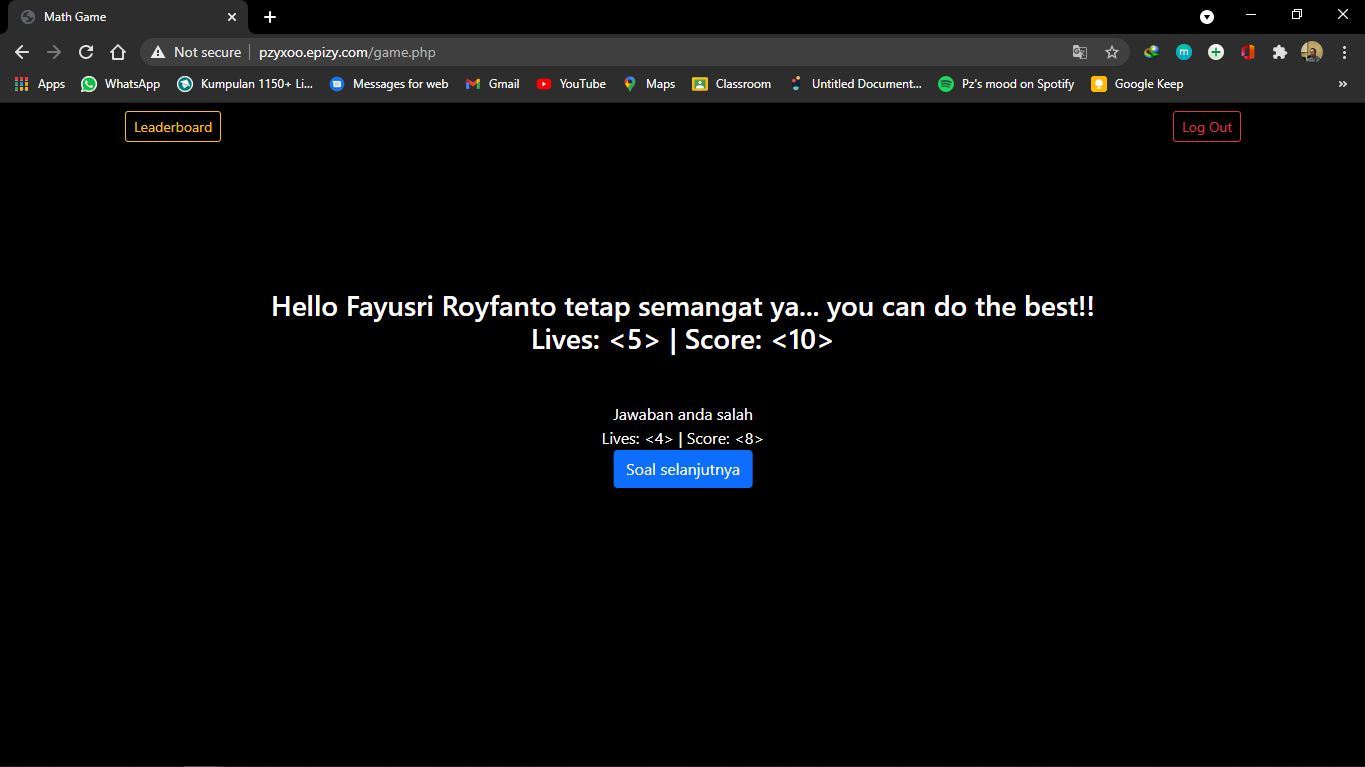 Math Game
Not secure | pzyxoo.epizy.com/game.php
Apps WhatsApp Kumpulan 1150+ Li... Messages for web Gmail YouTube Maps Classroom Untitled Document... Pz's mood on Spotify Google Keep »
Leaderboard Log Out
Hello Fayusri Royfanto tetap semangat ya... you can do the best!!
Lives: <5> | Score: <10>
Jawaban anda salah
Lives: <4> | Score: <8>
Soal selanjutnya